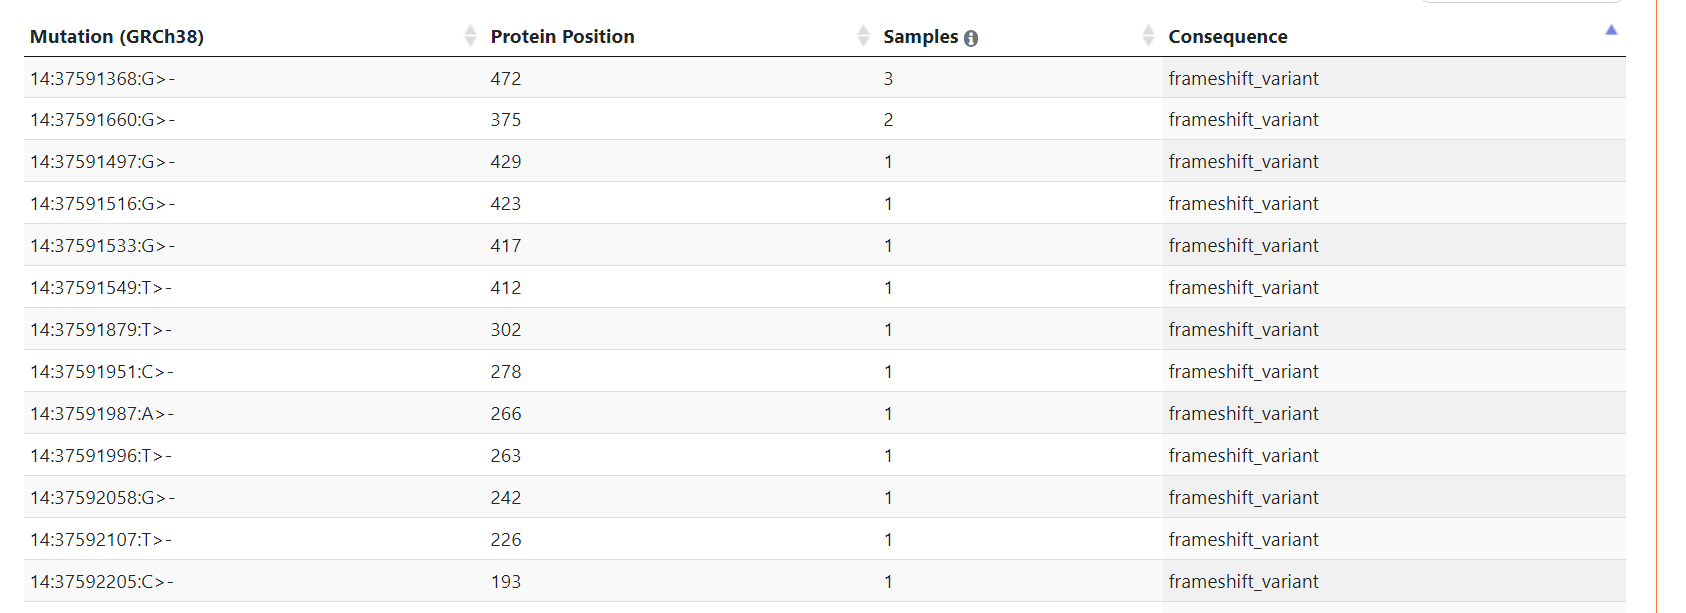 Mutation (GRCh38) Protein Position Samples Consequence
14:37591368:G>- 472 3 frameshift_variant
14:37591660:G>- 375 2 frameshift_variant
14:37591497:G>- 429 1 frameshift_variant
14:37591516:G>- 423 1 frameshift_variant
14:37591533:G>- 417 1 frameshift_variant
14:37591549:T>- 412 1 frameshift_variant
14:37591879:T>- 302 1 frameshift_variant
14:37591951:C>- 278 1 frameshift_variant
14:37591987:A>- 266 1 frameshift_variant
14:37591996:T>- 263 1 frameshift_variant
14:37592058:G>- 242 1 frameshift_variant
14:37592107:T>- 226 1 frameshift_variant
14:37592205:C>- 193 1 frameshift_variant